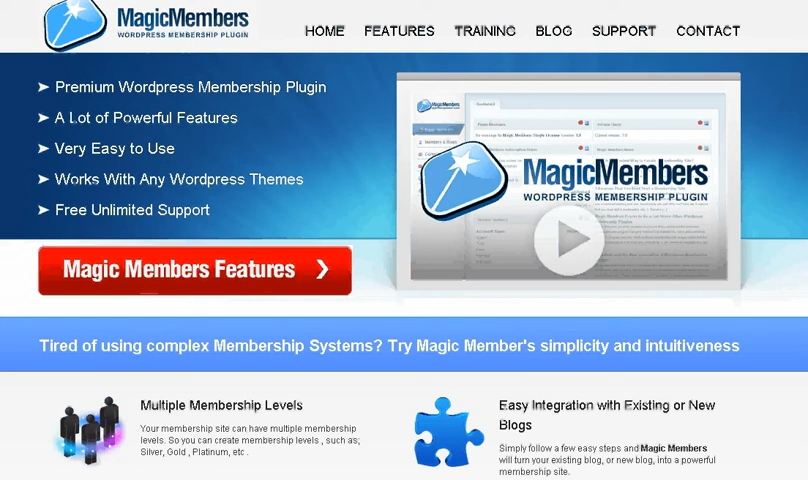 MagicMembers
WORDPRESS MEMBERSHIP PLUGIN
HOME FEATURES TRAINING BLOG SUPPORT CONTACT
Premium Wordpress Membership Plugin
A Lot of Powerful Features
Very Easy to Use
Works With Any Wordpress Themes
Free Unlimited Support
MagicMembers
MagicMembers
WORDPRESS MEMBERSHIP PLUGIN
Magic Members Features
Tired of using complex Membership Systems? Try Magic Member's simplicity and intuitiveness
Multiple Membership Levels
Your membership site can have multiple membership
levels. So you can create membership levels , such as;
Silver, Gold , Platinum, etc .
Easy Integration with Existing or New
Blogs
Simply follow a few easy steps and Magic Members
will turn your existing blog, or new blog, into a powerful
membership site.